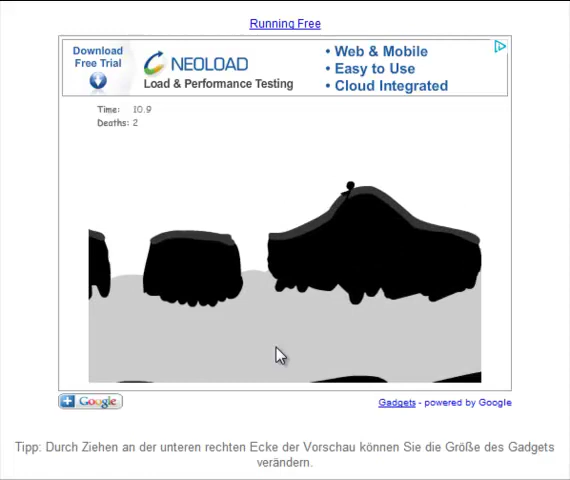 Running Free
Download
Free Trial
NEOLOAD
Load & Performance Testing
• Web & Mobile
• Easy to Use
• Cloud Integrated
Time: 10.9
Deaths: 2
Google
Gadgets - powered by Google
Tipp: Durch Ziehen an der unteren rechten Ecke der Vorschau können Sie die Größe des Gadgets
verändern.